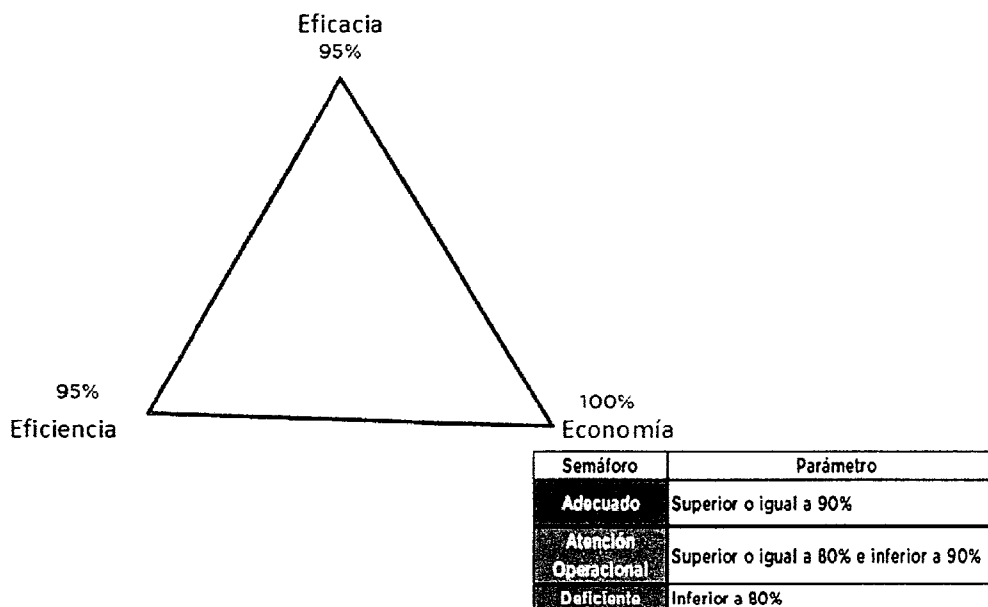 Eficacia
95%
95%
Eficiencia
100%
Economía
Semáforo Parámetro
Adecuado Superior o igual a 90%
Atención Operacional Superior o igual a 80% e inferior a 90%
Deficiente Inferior a 80%